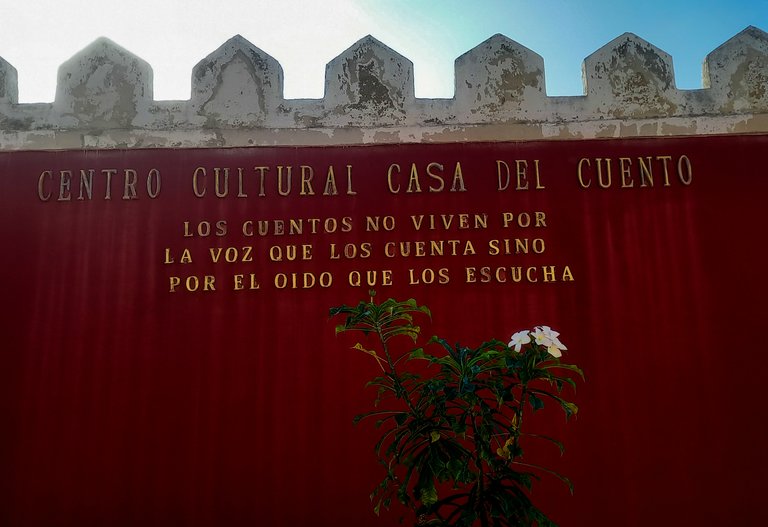 CENTRO CULTURAL CASA DEL CUENTO
LOS CUENTOS NO VIVEN POR
LA VOZ QUE LOS CUENTA SINO
POR EL OIDO QUE LOS ESCUCHA